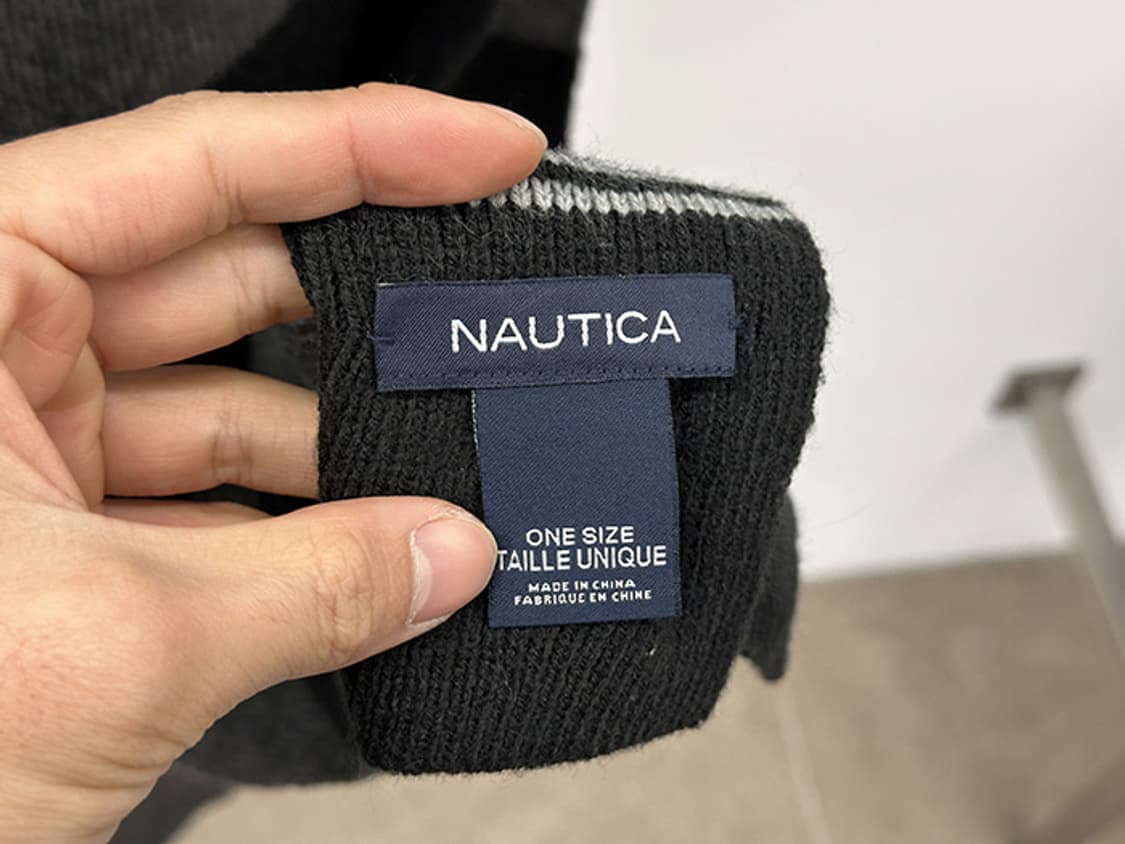 NAUTICA
ONE SIZE
TAILLE UNIQUE
MADE IN CHINA
FABRIQUE EN CHINE